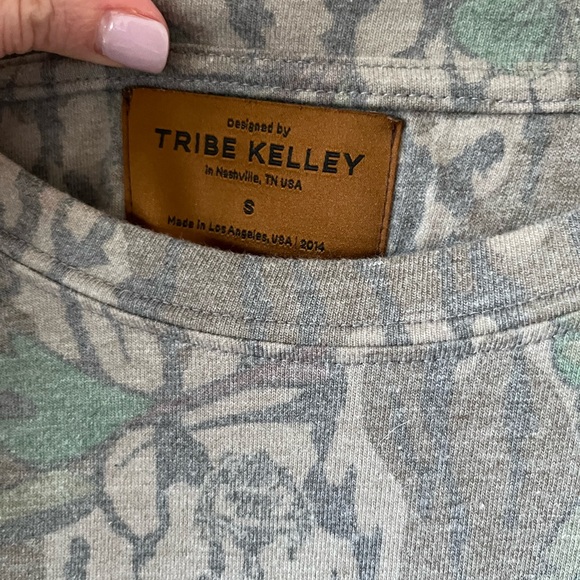 Designed by
TRIBE KELLEY
in Nashville, TN USA
S
Made in Los Angeles, USA | 2014